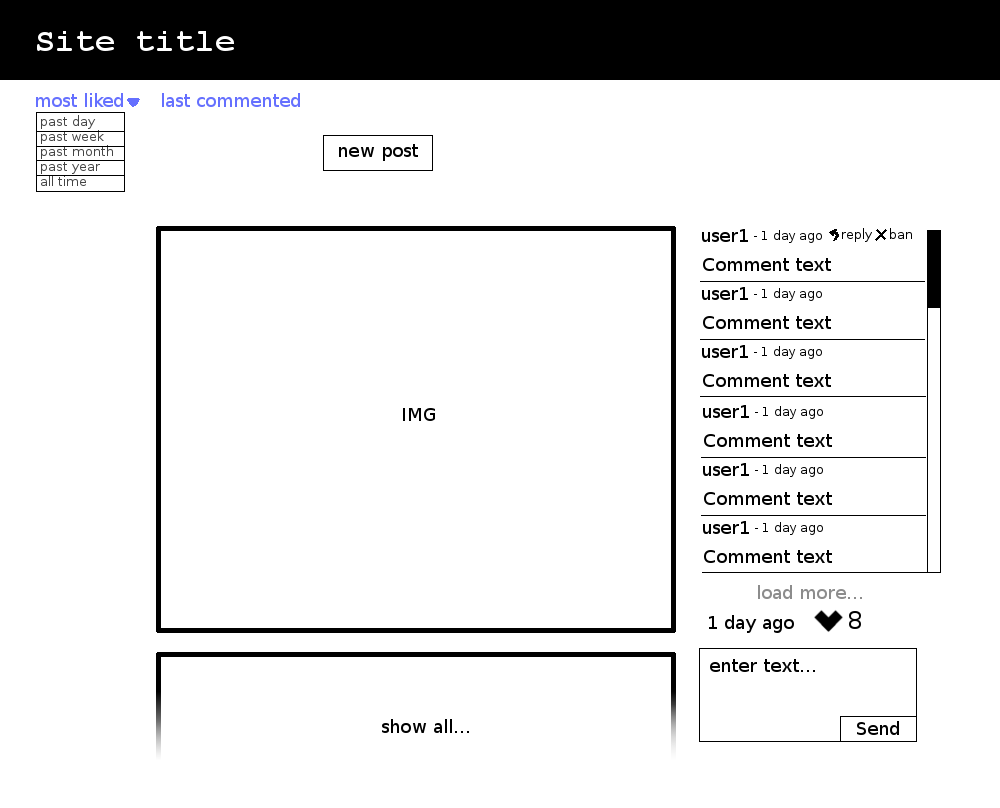 Site title
most liked last commented
past day
past week
past month
past year
all time
new post
IMG
show all...
user1 - 1 day ago reply ban
Comment text
user1 - 1 day ago
Comment text
user1 - 1 day ago
Comment text
user1 - 1 day ago
Comment text
user1 - 1 day ago
Comment text
user1 - 1 day ago
Comment text
load more...
1 day ago 8
enter text...
Send